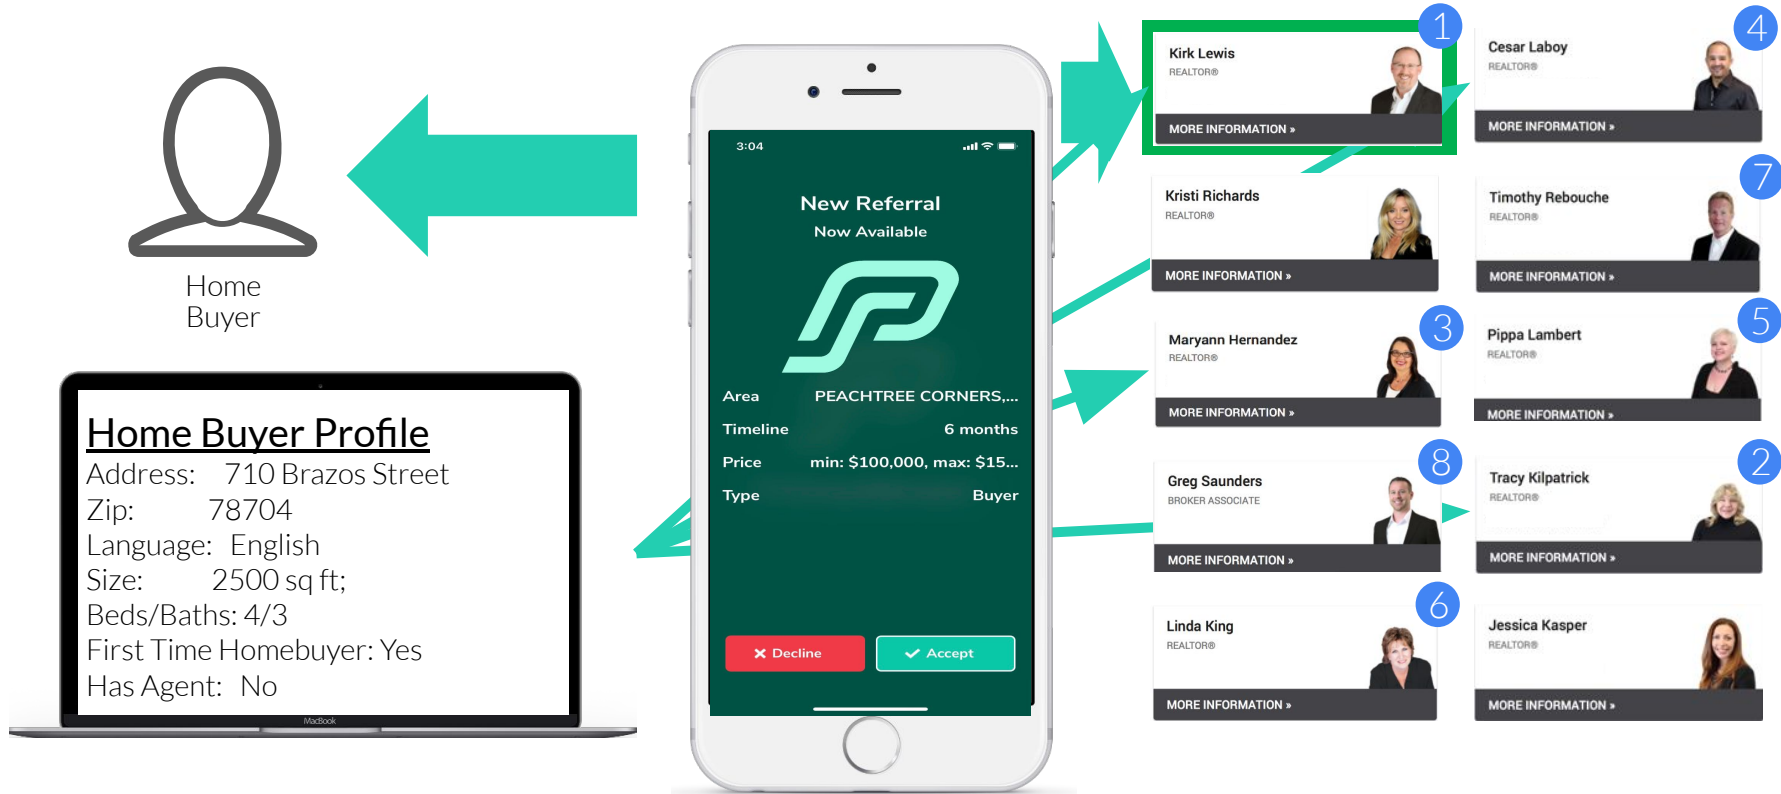 Home
Buyer
Home Buyer Profile
Address: 710 Brazos Street
Zip: 78704
Language: English
Size: 2500 sq ft;
Beds/Baths: 4/3
First Time Homebuyer: Yes
Has Agent: No
MacBook
3:04
New Referral
Now Available
Area PEACHTREE CORNERS,...
Timeline 6 months
Price min: $100,000, max: $15...
Type Buyer
Decline
Accept
1
Kirk Lewis
REALTOR®
MORE INFORMATION »
4
Cesar Laboy
REALTOR®
MORE INFORMATION »
Kristi Richards
REALTOR®
MORE INFORMATION »
7
Timothy Rebouche
REALTOR®
MORE INFORMATION »
3
Maryann Hernandez
REALTOR®
MORE INFORMATION »
5
Pippa Lambert
REALTOR®
MORE INFORMATION »
8
Greg Saunders
BROKER ASSOCIATE
MORE INFORMATION »
2
Tracy Kilpatrick
REALTOR®
MORE INFORMATION »
6
Linda King
REALTOR®
MORE INFORMATION »
Jessica Kasper
REALTOR®
MORE INFORMATION »